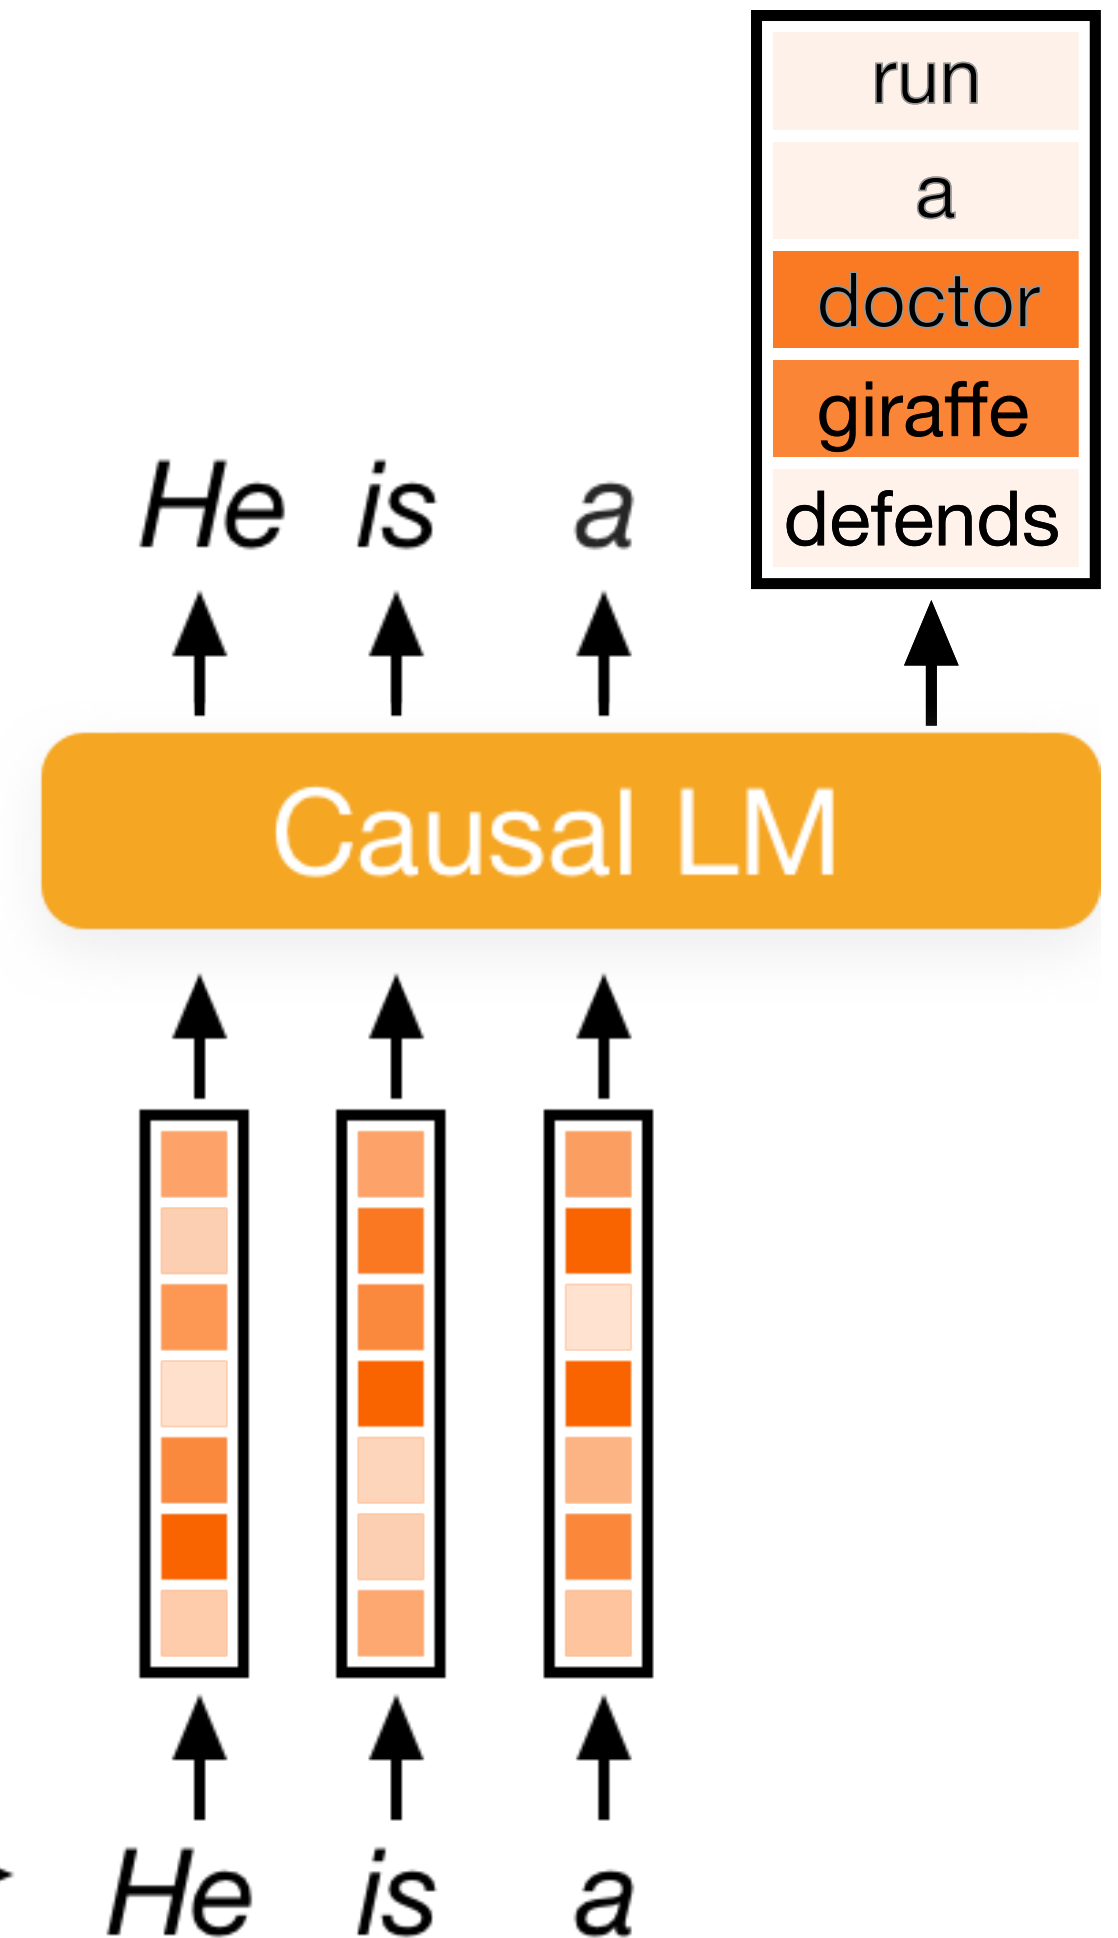 run
a
doctor
giraffe
defends
He is a
Causal LM
He is a